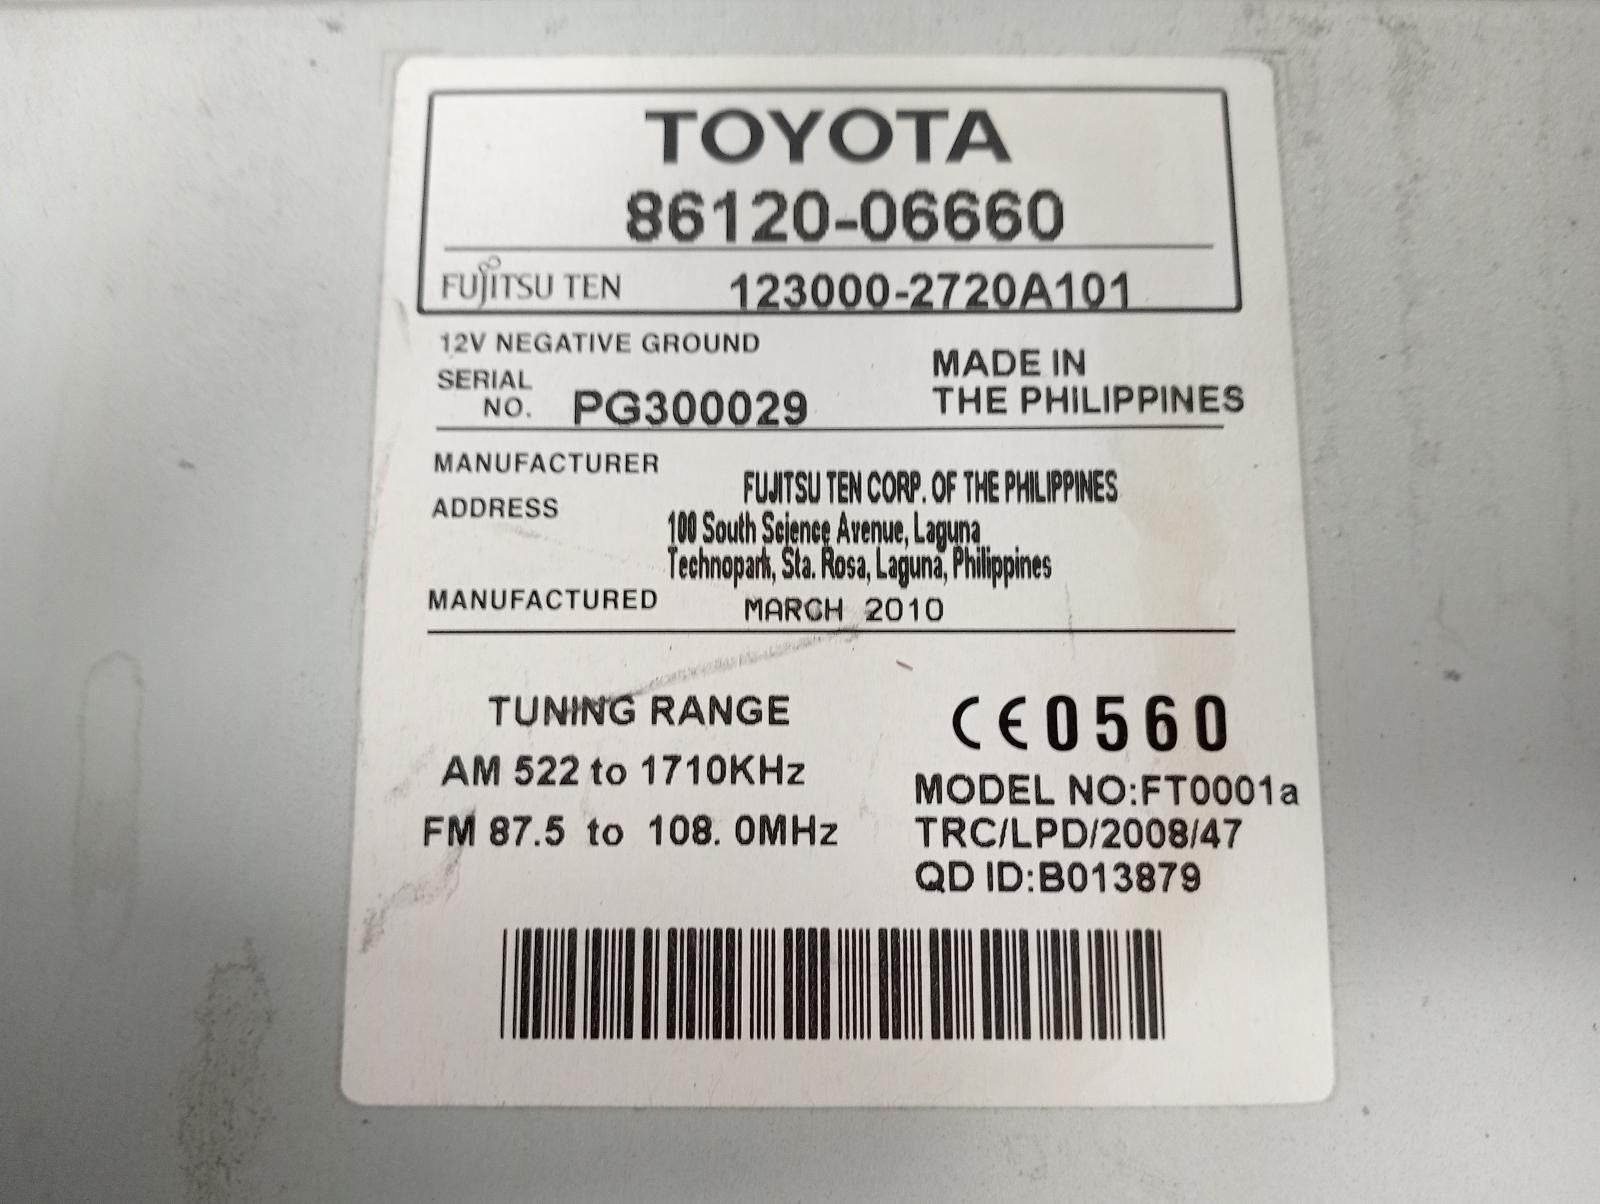 TOYOTA
86120-06660
FUJITSU TEN 123000-2720A101
12V NEGATIVE GROUND
SERIAL NO. PG300029
MADE IN
THE PHILIPPINES
MANUFACTURER FUJITSU TEN CORP. OF THE PHILIPPINES
ADDRESS 100 South Science Avenue, Laguna
Technopark, Sta. Rosa, Laguna, Philippines
MANUFACTURED MARCH 2010
TUNING RANGE
AM 522 to 1710KHz
FM 87.5 to 108.0MHz
CE0560
MODEL NO:FT0001a
TRC/LPD/2008/47
QD ID:B013879